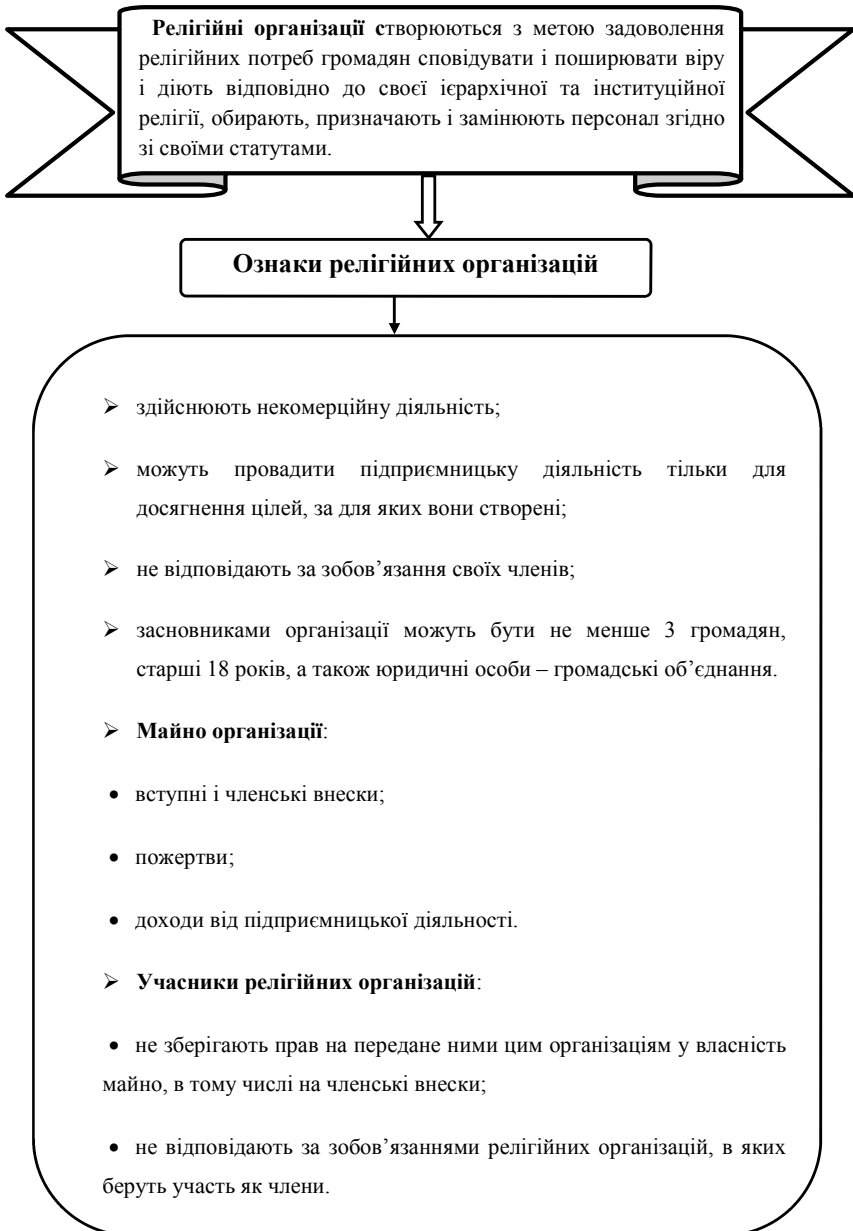 Релігійні організації створюються з метою задоволення
релігійних потреб громадян сповідувати і поширювати віру
і діють відповідно до своєї ієрархічної та інституційної
релігії, обирають, призначають і замінюють персонал згідно
зі своїми статутами.
Ознаки релігійних організацій
➢ здійснюють некомерційну діяльність;
➢ можуть провадити підприємницьку діяльність тільки для
досягнення цілей, за для яких вони створені;
➢ не відповідають за зобов’язання своїх членів;
➢ засновниками організації можуть бути не менше 3 громадян,
старші 18 років, а також юридичні особи – громадські об’єднання.
➢ Майно організації:
• вступні і членські внески;
• пожертви;
• доходи від підприємницької діяльності.
➢ Учасники релігійних організацій:
• не зберігають прав на передане ними цим організаціям у власність
майно, в тому числі на членські внески;
• не відповідають за зобов’язаннями релігійних організацій, в яких
беруть участь як члени.